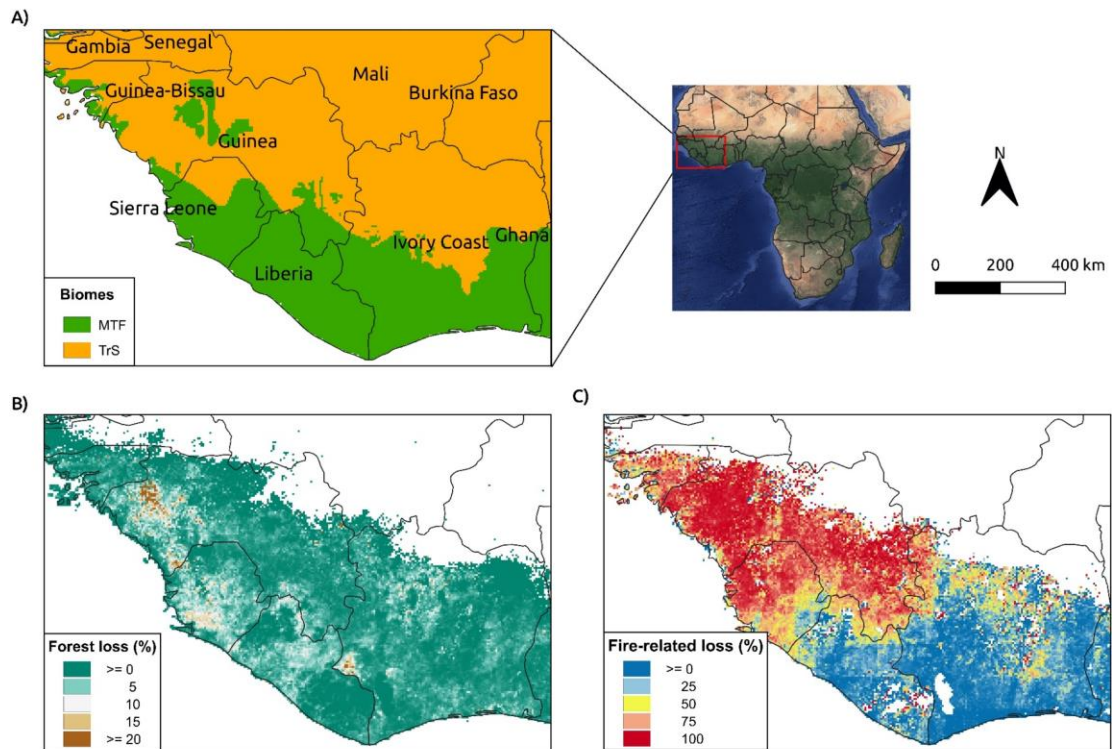 A)
Gambia Senegal
Mali
Guinea-Bissau
Burkina Faso
Guinea
Sierra Leone
Ivory Coast Ghana
Liberia
Biomes
MTF
TrS
N
0 200 400 km
B)
Forest loss (%)
>= 0
5
10
15
>= 20
C)
Fire-related loss (%)
>= 0
25
50
75
100